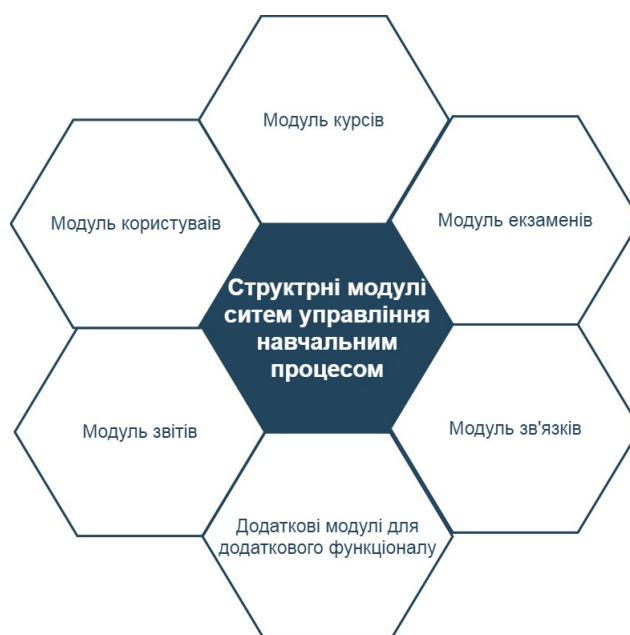 Модуль курсів
Модуль екзаменів
Модуль користуваів
Структрні модулі
ситем управління
навчальним
процесом
Модуль зв'язків
Модуль звітів
Додаткові модулі для
додаткового функціоналу